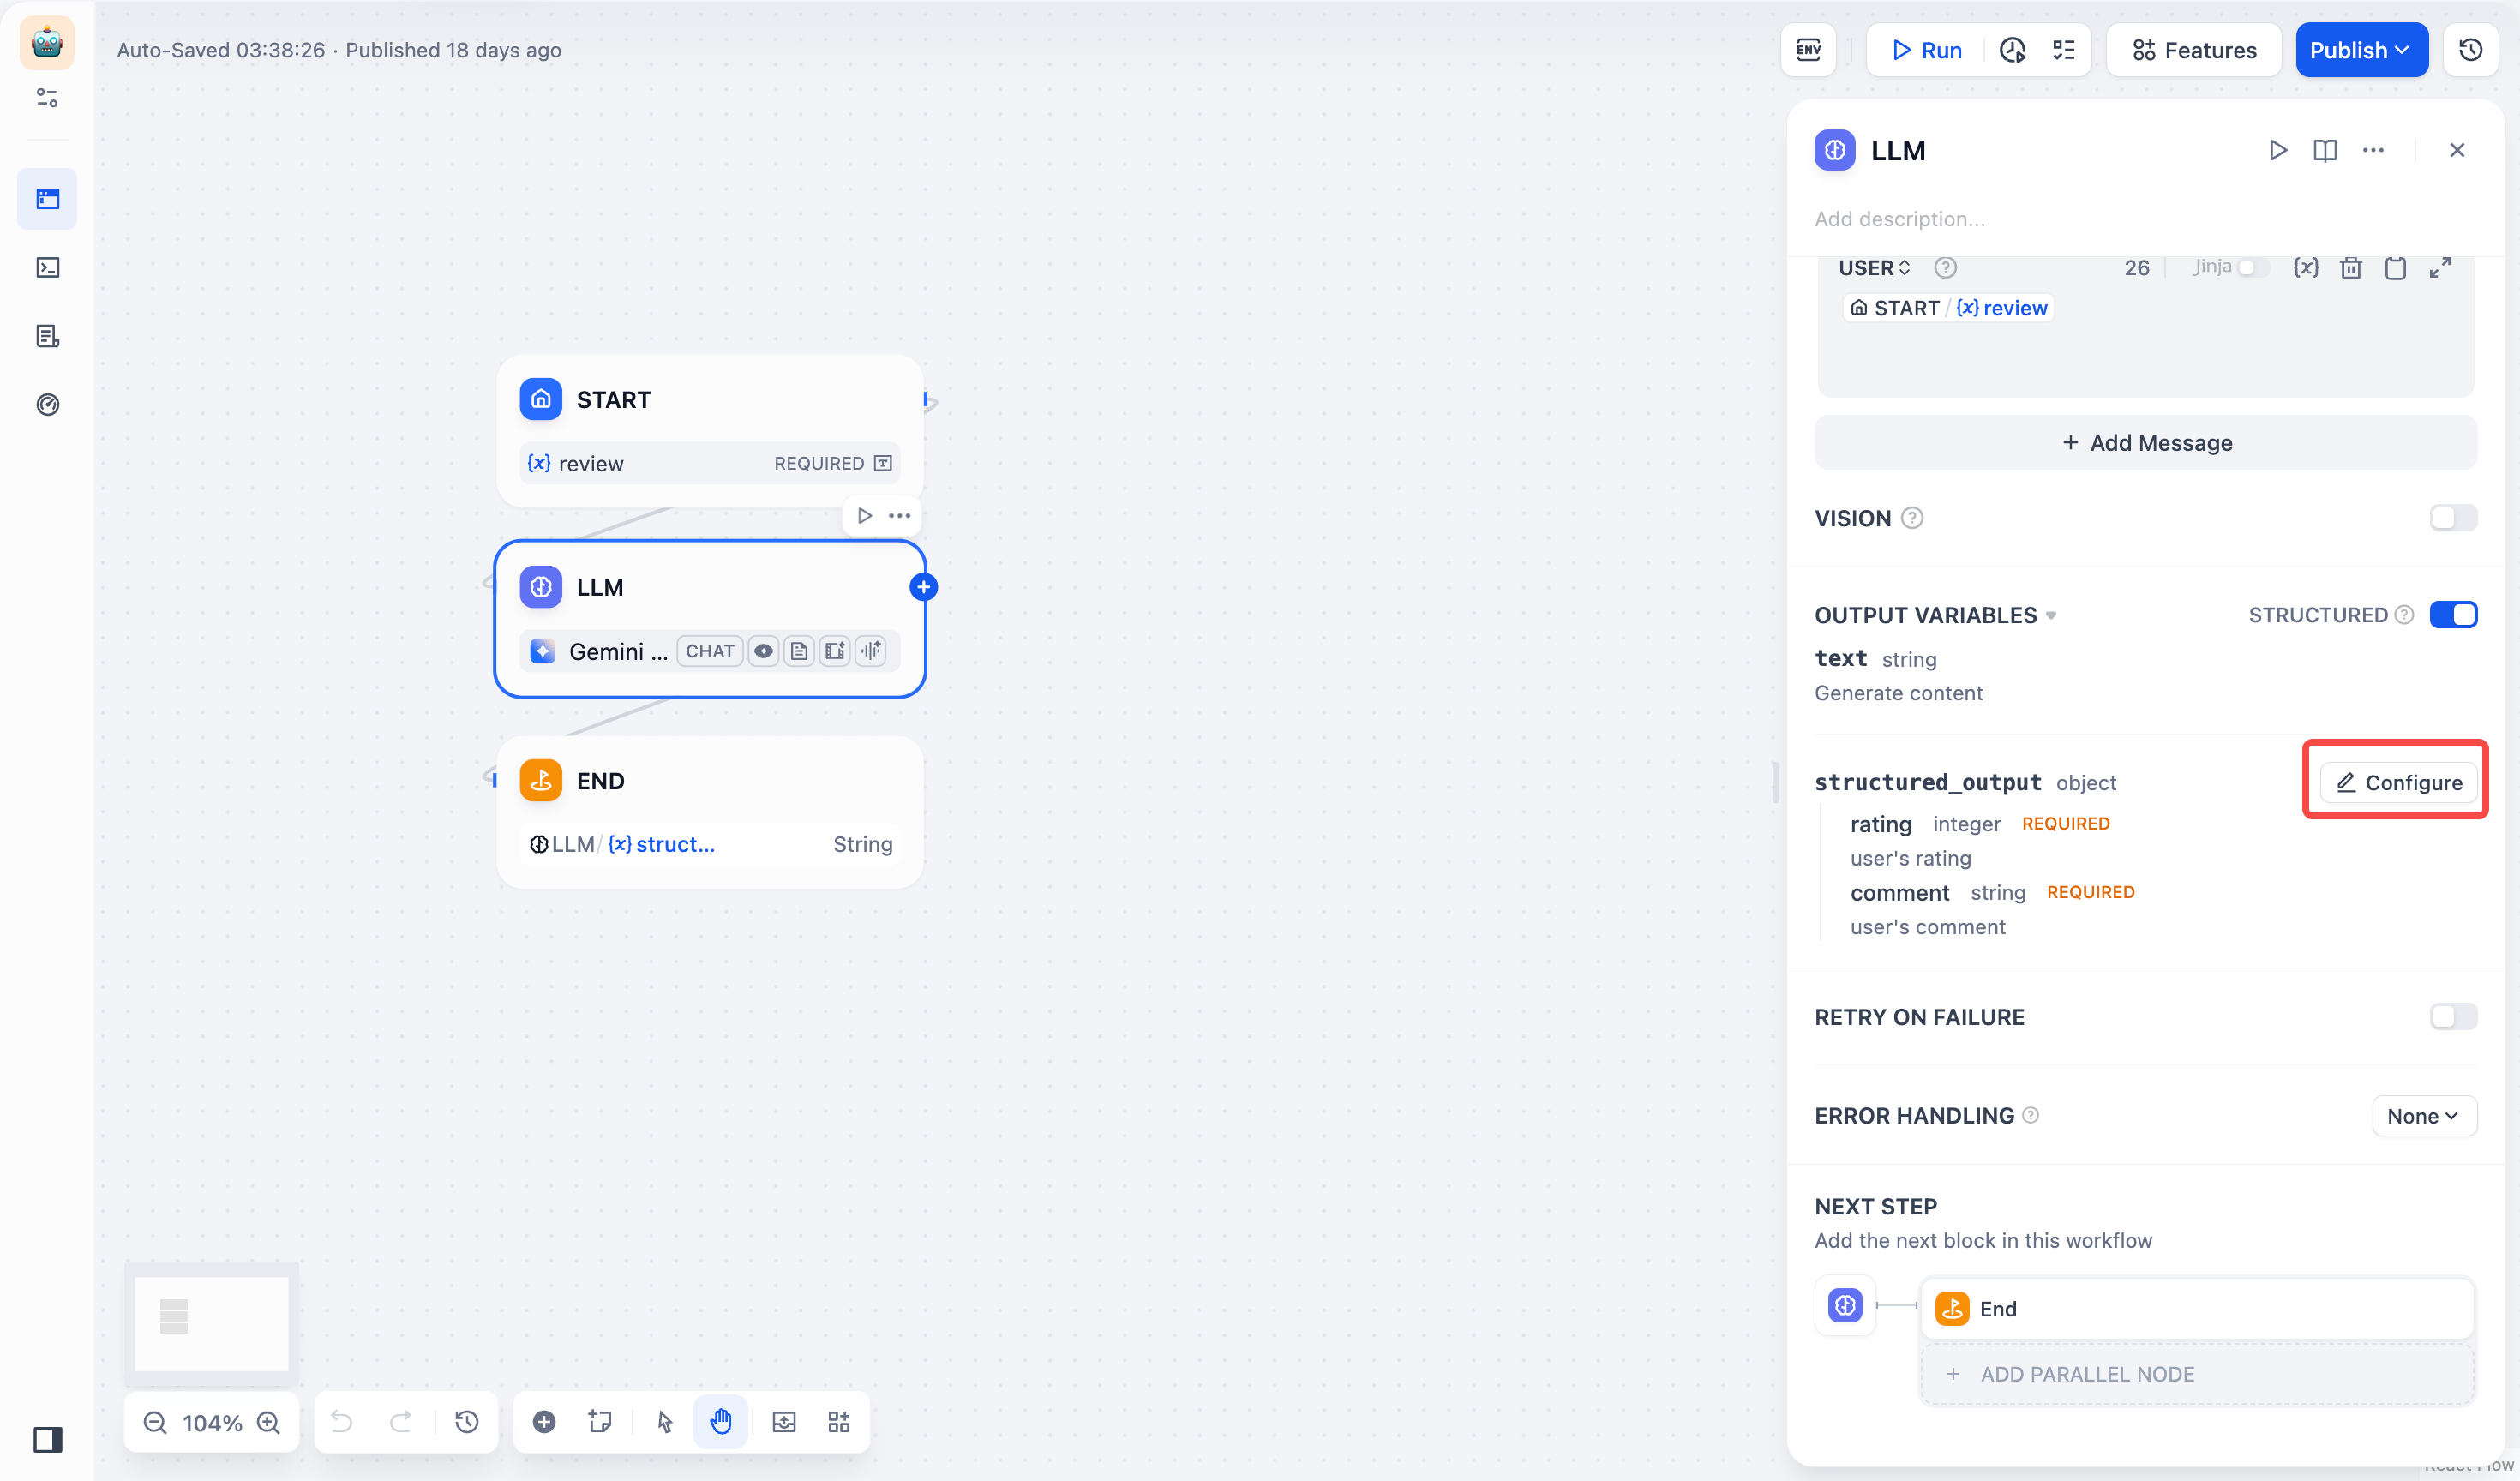 Auto-Saved 03:38:26 · Published 18 days ago
ENV
Run
Features
Publish
LLM
Add description...
USER
26
Jinja
{x}
START / {x} review
+ Add Message
VISION
OUTPUT VARIABLES
STRUCTURED
text string
Generate content
structured_output object
Configure
rating integer REQUIRED
user's rating
comment string REQUIRED
user's comment
RETRY ON FAILURE
ERROR HANDLING
None
NEXT STEP
Add the next block in this workflow
End
+ ADD PARALLEL NODE
START
{x} review REQUIRED
LLM
Gemini ... CHAT
END
LLM/ {x} struct... String
104%
React Flow